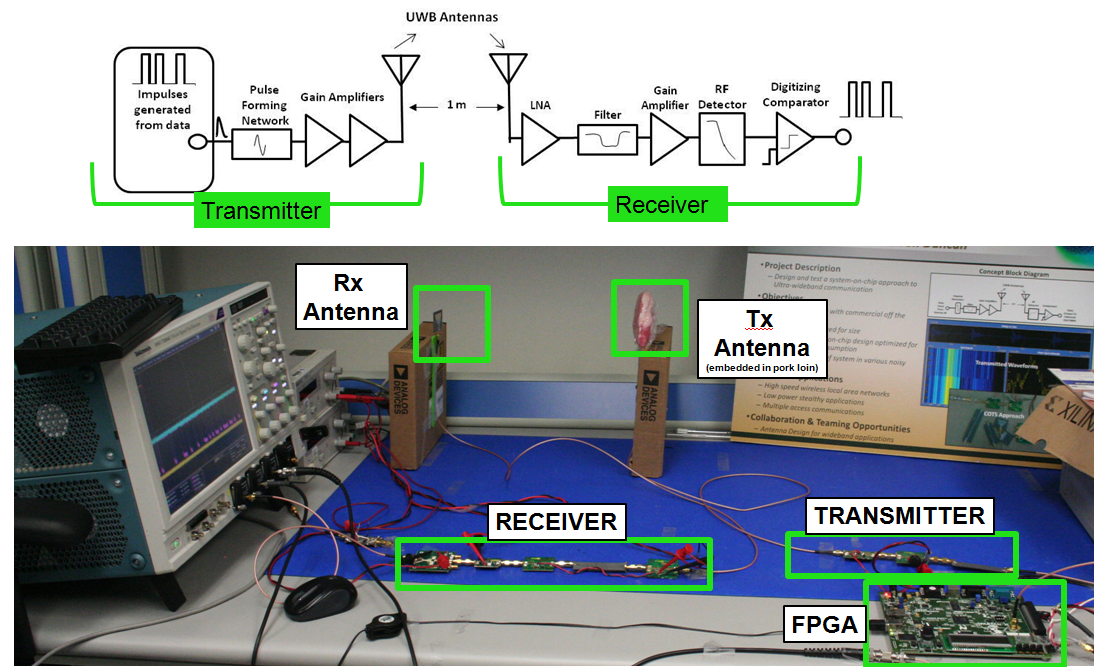 UWB Antennas
Impulses
generated
from data
Pulse
Forming
Network
Gain Amplifiers
1 m
LNA
Filter
Gain
Amplifier
RF
Detector
Digitizing
Comparator
Transmitter
Receiver
Rx
Antenna
Tx
Antenna
(embedded in pork loin)
Duncan
•Project Description
– Design and test a system-on-chip approach to
Ultra-wideband communication
•Objectives
with commercial off the
for size
on-chip design optimized for
of system in various noisy
– High speed wireless local area networks
– Low power stealthy applications
– Multiple access communications
•Collaboration & Teaming Opportunities
– Antenna Design for wideband applications
Concept Block Diagram
Transmitted Waveforms
COTS Approach
ANALOG
DEVICES
ANALOG
DEVICES
XILIN
RECEIVER
TRANSMITTER
FPGA